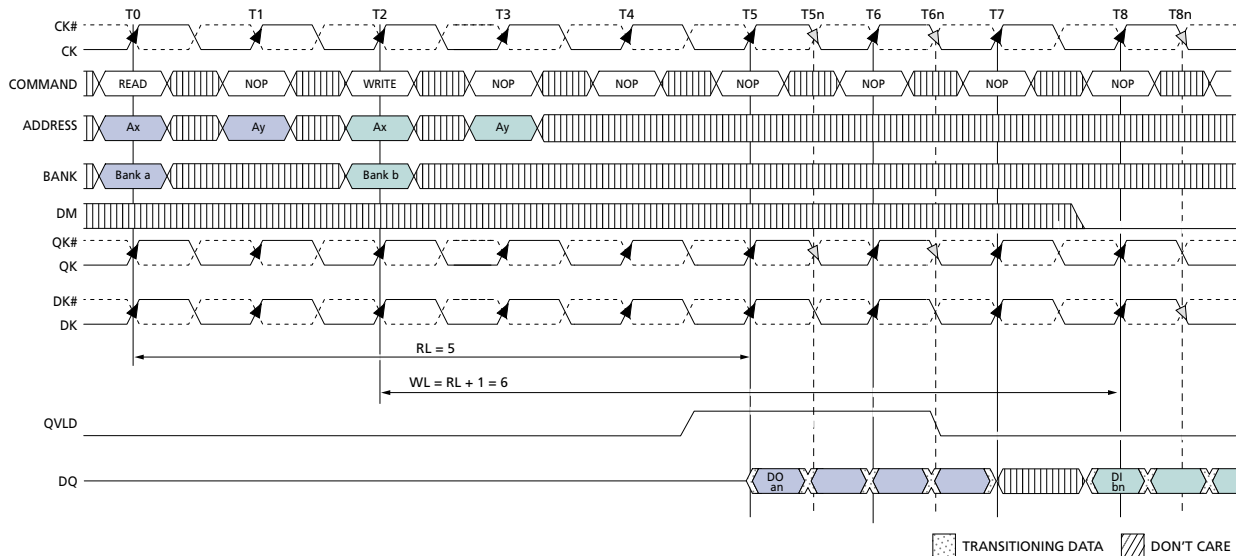 T0 T1 T2 T3 T4 T5 T5n T6 T6n T7 T8 T8n
CK#
CK
COMMAND READ NOP WRITE NOP NOP NOP NOP NOP NOP
ADDRESS Ax Ay Ax Ay
BANK Bank a Bank b
DM
QK#
QK
DK#
DK
RL = 5
WL = RL + 1 = 6
QVLD
DQ DO an DI bn
TRANSITIONING DATA DON'T CARE